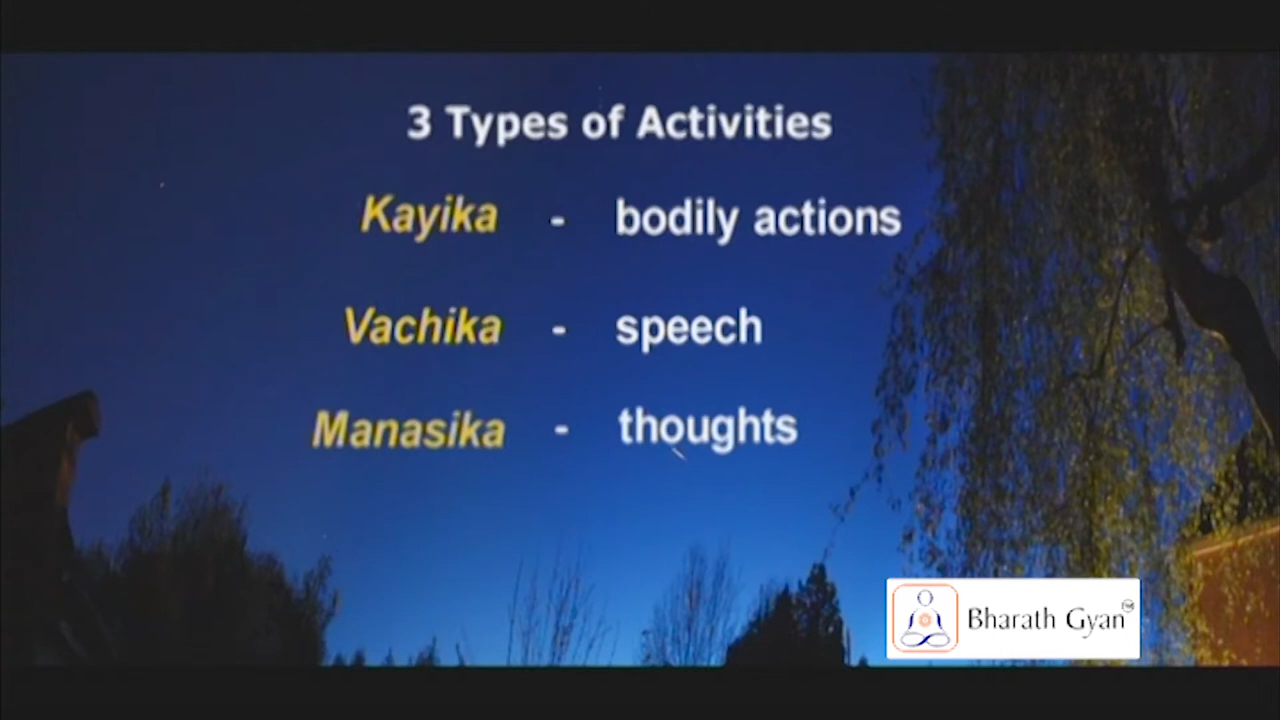 3 Types of Activities
Kayika - bodily actions
Vachika - speech
Manasika - thoughts
Bharath Gyan